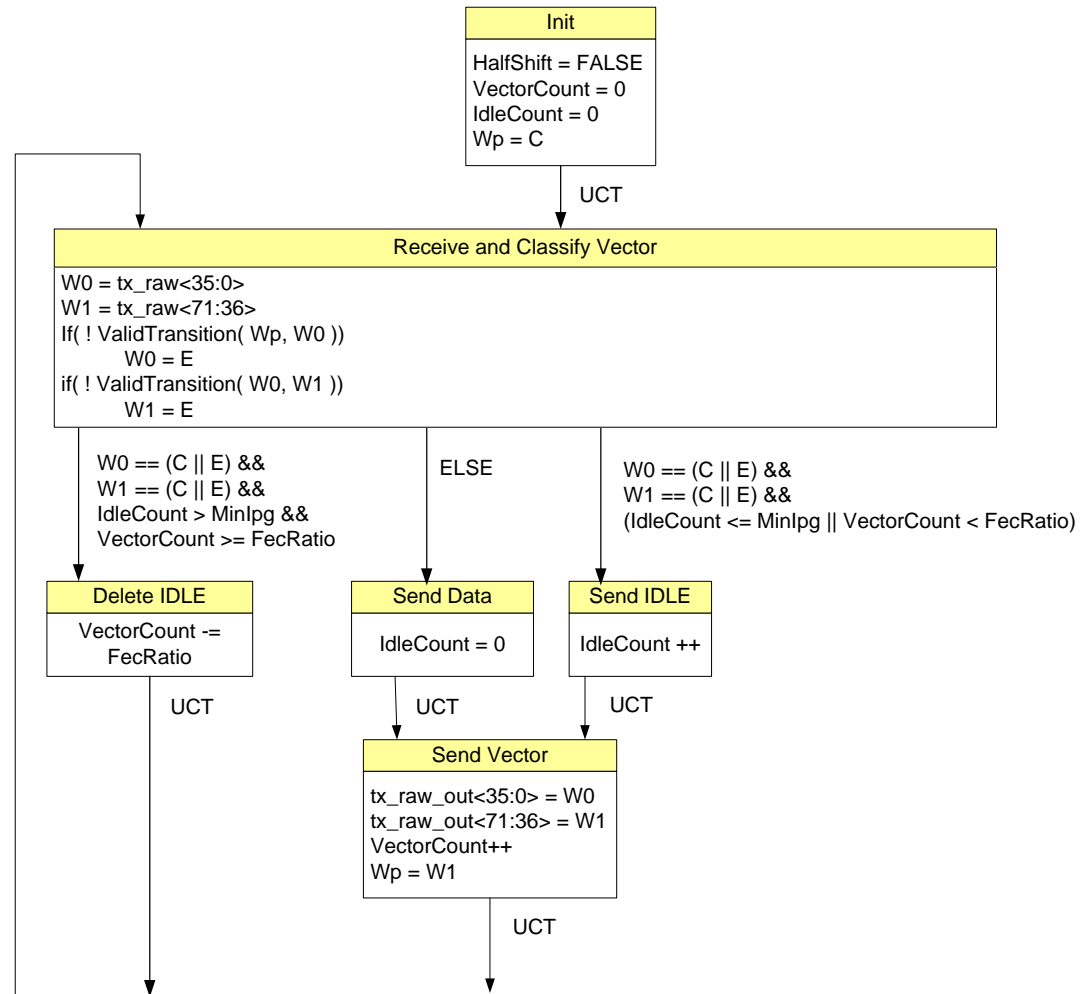 Init
HalfShift = FALSE
VectorCount = 0
IdleCount = 0
Wp = C
UCT
Receive and Classify Vector
W0 = tx_raw<35:0>
W1 = tx_raw<71:36>
If( ! ValidTransition( Wp, W0 ))
W0 = E
if( ! ValidTransition( W0, W1 ))
W1 = E
W0 == (C || E) &&
W1 == (C || E) &&
IdleCount > MinIpg &&
VectorCount >= FecRatio
ELSE
W0 == (C || E) &&
W1 == (C || E) &&
(IdleCount <= MinIpg || VectorCount < FecRatio)
Delete IDLE
VectorCount -=
FecRatio
UCT
Send Data
IdleCount = 0
UCT
Send IDLE
IdleCount ++
UCT
Send Vector
tx_raw_out<35:0> = W0
tx_raw_out<71:36> = W1
VectorCount++
Wp = W1
UCT